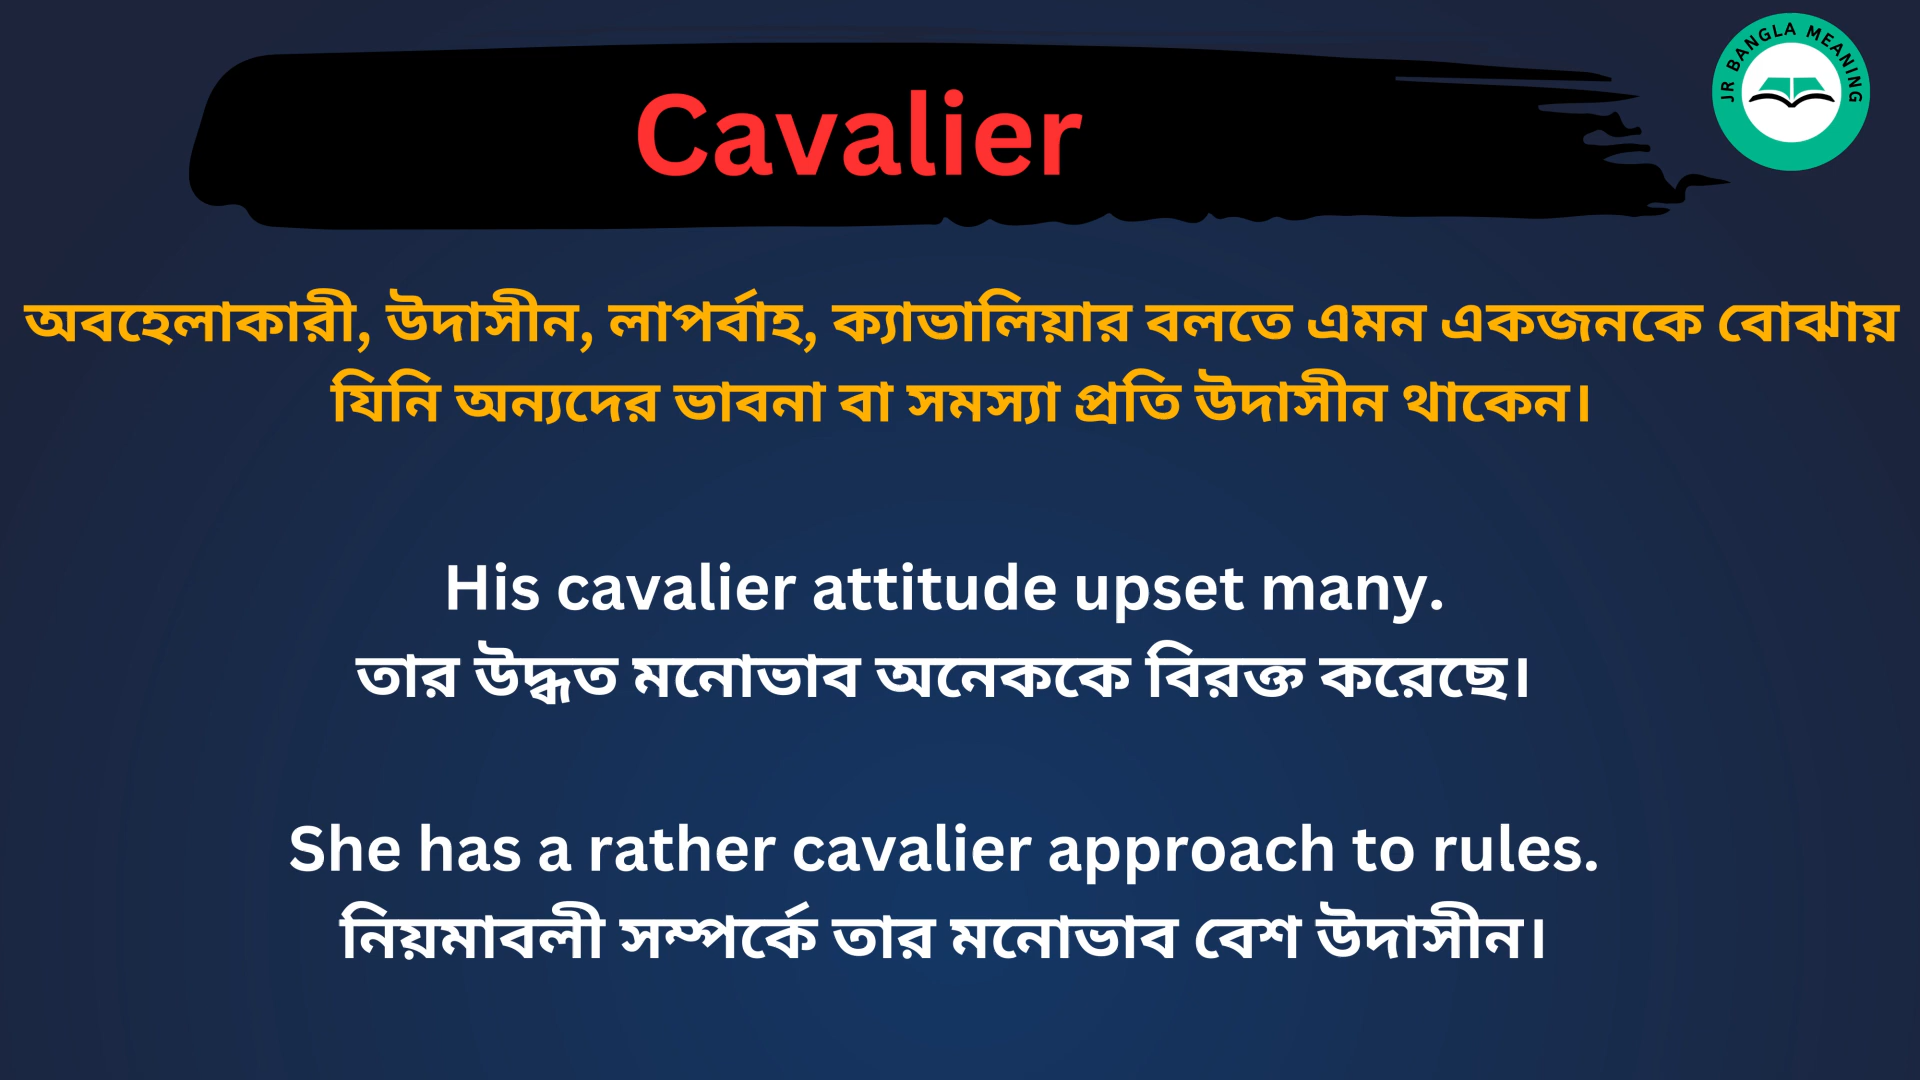 JR BANGLA MEANING
Cavalier
অবহেলাকারী, উদাসীন, লাপর্বাহ, ক্যাভালিয়ার বলতে এমন একজনকে বোঝায়
যিনি অন্যদের ভাবনা বা সমস্যা প্রতি উদাসীন থাকেন।
His cavalier attitude upset many.
তার উদ্ধত মনোভাব অনেককে বিরক্ত করেছে।
She has a rather cavalier approach to rules.
নিয়মাবলী সম্পর্কে তার মনোভাব বেশ উদাসীন।